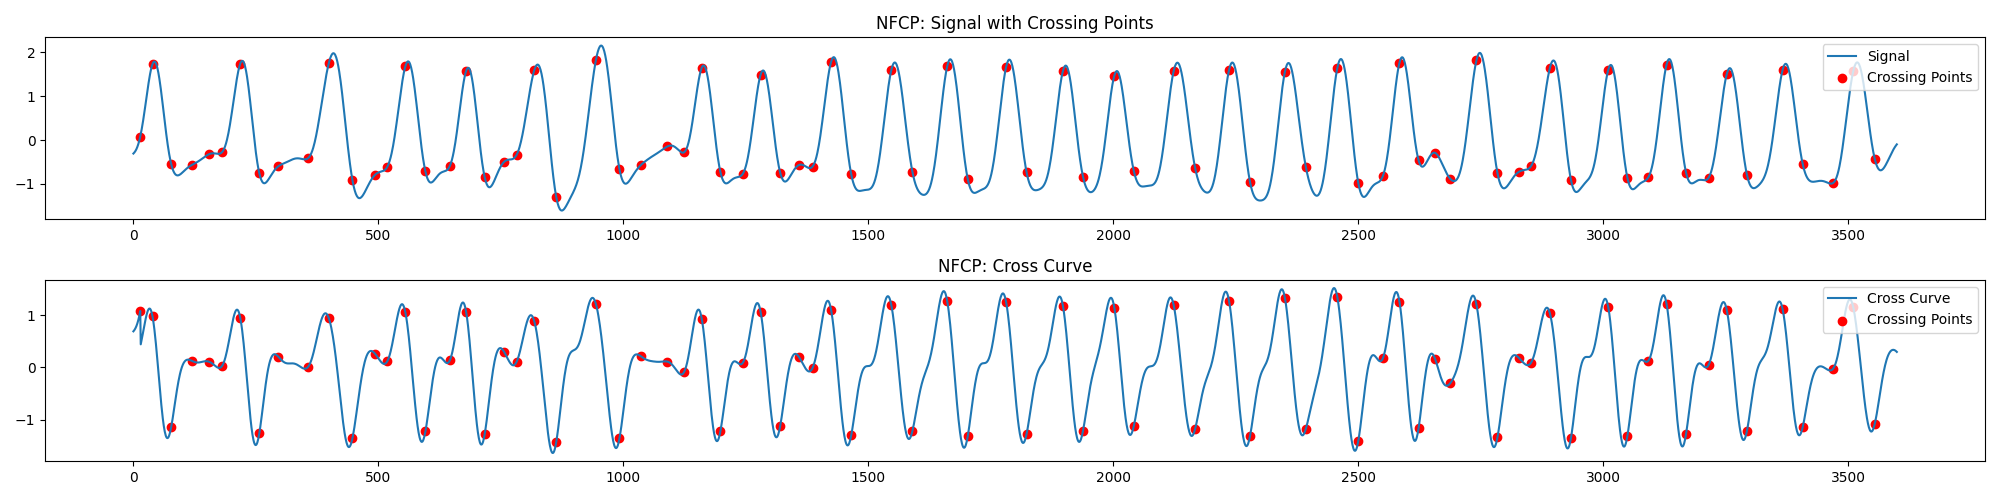 NFCP: Signal with Crossing Points
2
1
0
−1
Signal
Crossing Points
0 500 1000 1500 2000 2500 3000 3500
NFCP: Cross Curve
1
0
−1
Cross Curve
Crossing Points
0 500 1000 1500 2000 2500 3000 3500